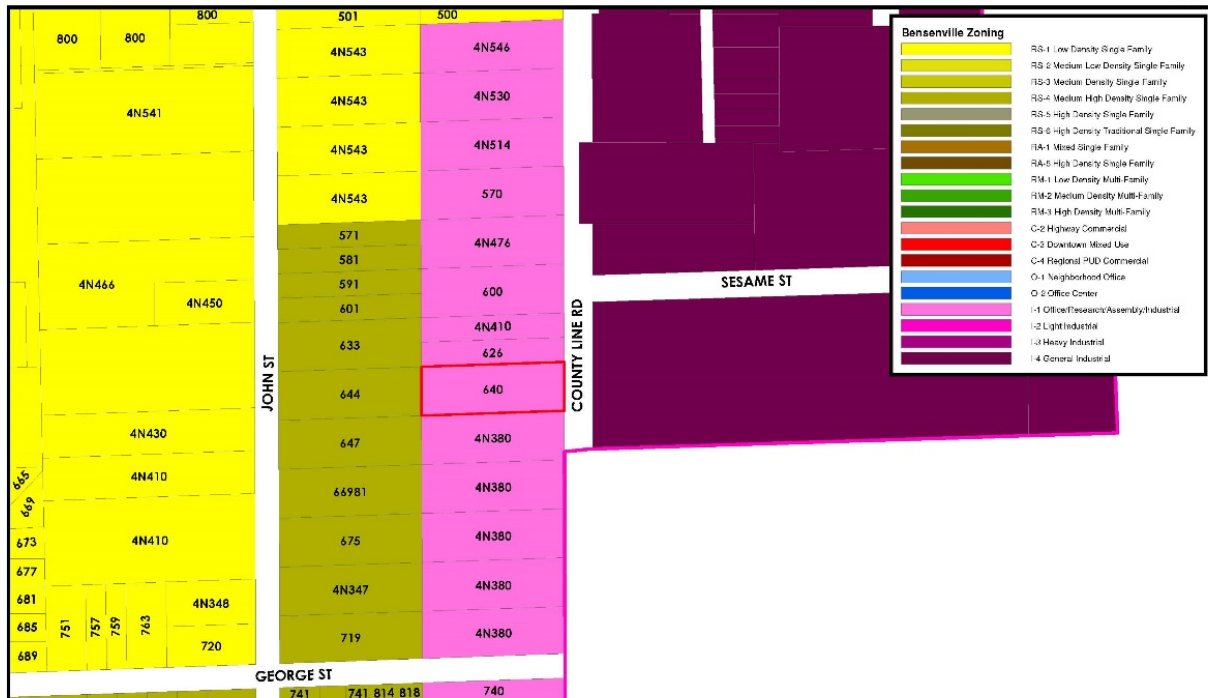 800
501
500
800
800
4N543
4N546
4N541
4N543
4N530
4N543
4N514
4N543
570
571
4N476
581
591
4N466
4N450
600
601
4N410
633
626
644
640
4N430
647
4N380
665
4N410
66981
4N380
669
673
4N410
675
4N380
677
681
4N348
4N347
4N380
685
751
757
759
763
689
720
719
4N380
741
741
814
818
740
JOHN ST
COUNTY LINE RD
SESAME ST
GEORGE ST
Bensenville Zoning
RS-1 Low Density Single Family
RS-2 Medium Low Density Single Family
RS-3 Medium Density Single Family
RS-4 Medium High Density Single Family
RS-5 High Density Single Family
RS-6 High Density Traditional Single Family
RA-1 Mixed Single Family
RA-5 High Density Single Family
RM-1 Low Density Multi-Family
RM-2 Medium Density Multi-Family
RM-3 High Density Multi-Family
C-2 Highway Commercial
C-3 Downtown Mixed Use
C-4 Regional PUD Commercial
O-1 Neighborhood Office
O-2 Office Center
I-1 Office/Research/Assembly/Industrial
I-2 Light Industrial
I-3 Heavy Industrial
I-4 General Industrial